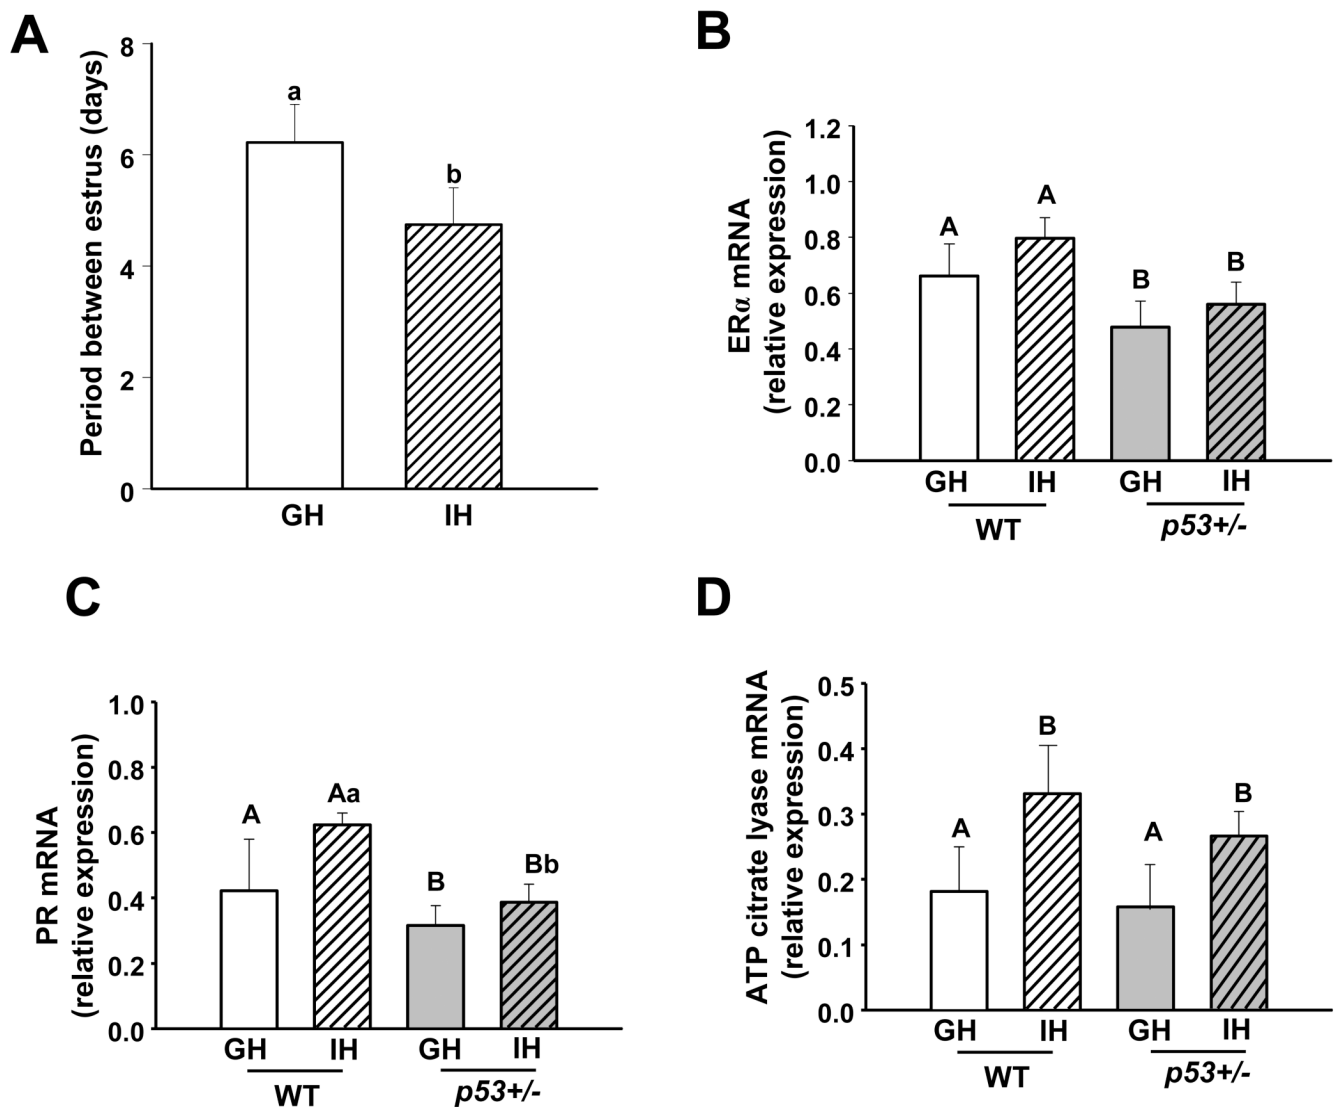 A
Period between estrus (days)
8
6
4
2
0
a
b
GH IH
B
ERα mRNA
(relative expression)
1.2
1.0
0.8
0.6
0.4
0.2
0.0
A A B B
GH IH GH IH
WT p53+/-
C
PR mRNA
(relative expression)
1.0
0.8
0.6
0.4
0.2
0.0
A Aa B Bb
GH IH GH IH
WT p53+/-
D
ATP citrate lyase mRNA
(relative expression)
0.5
0.4
0.3
0.2
0.1
0.0
A B A B
GH IH GH IH
WT p53+/-